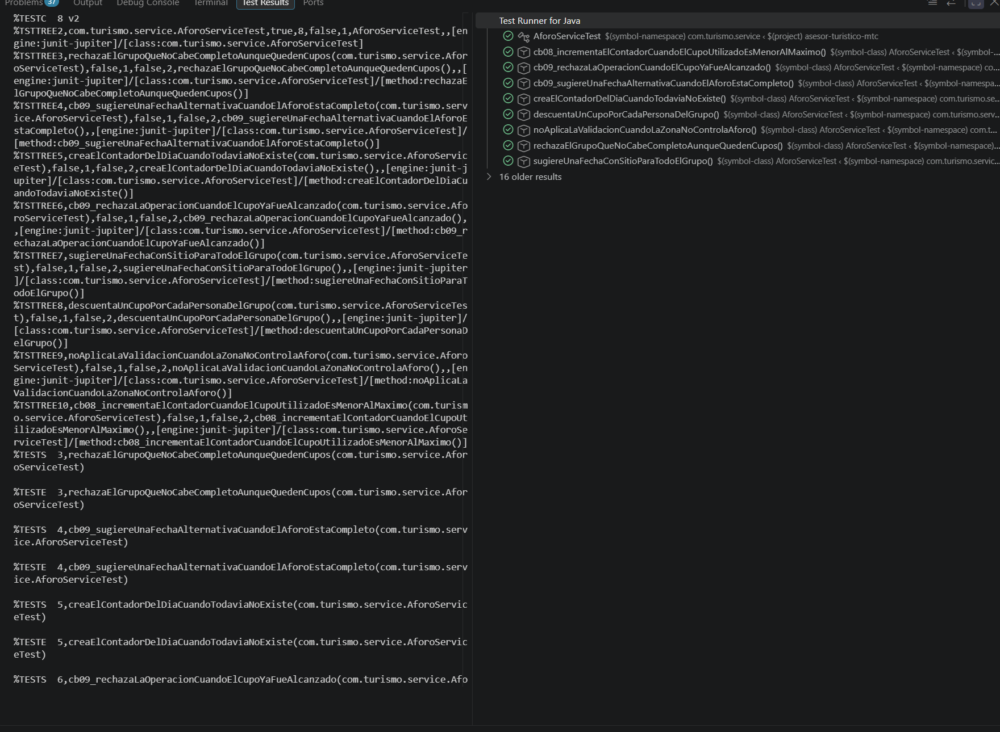 Problems 37 Output Debug Console Terminal Test Results Ports
%TESTC  8 v2
%TSTTREE2,com.turismo.service.AforoServiceTest,true,8,false,1,AforoServiceTest,,[en
gine:junit-jupiter]/[class:com.turismo.service.AforoServiceTest]
%TSTTREE3,rechazaElGrupoQueNoCabeCompletoAunqueQuedenCupos(com.turismo.service.Afor
oServiceTest),false,1,false,2,rechazaElGrupoQueNoCabeCompletoAunqueQuedenCupos(),,[
engine:junit-jupiter]/[class:com.turismo.service.AforoServiceTest]/[method:rechazaE
lGrupoQueNoCabeCompletoAunqueQuedenCupos()]
%TSTTREE4,cb09_sugiereUnaFechaAlternativaCuandoElAforoEstaCompleto(com.turismo.serv
ice.AforoServiceTest),false,1,false,2,cb09_sugiereUnaFechaAlternativaCuandoElAforoE
staCompleto(),,[engine:junit-jupiter]/[class:com.turismo.service.AforoServiceTest]/
[method:cb09_sugiereUnaFechaAlternativaCuandoElAforoEstaCompleto()]
%TSTTREE5,creaElContadorDelDiaCuandoTodaviaNoExiste(com.turismo.service.AforoServic
eTest),false,1,false,2,creaElContadorDelDiaCuandoTodaviaNoExiste(),,[engine:junit-j
upiter]/[class:com.turismo.service.AforoServiceTest]/[method:creaElContadorDelDiaCu
andoTodaviaNoExiste()]
%TSTTREE6,cb09_rechazaLaOperacionCuandoElCupoYaFueAlcanzado(com.turismo.service.Afo
roServiceTest),false,1,false,2,cb09_rechazaLaOperacionCuandoElCupoYaFueAlcanzado(),
,[engine:junit-jupiter]/[class:com.turismo.service.AforoServiceTest]/[method:cb09_r
echazaLaOperacionCuandoElCupoYaFueAlcanzado()]
%TSTTREE7,sugiereUnaFechaConSitioParaTodoElGrupo(com.turismo.service.AforoServiceTe
st),false,1,false,2,sugiereUnaFechaConSitioParaTodoElGrupo(),,[engine:junit-jupiter
]/[class:com.turismo.service.AforoServiceTest]/[method:sugiereUnaFechaConSitioParaT
odoElGrupo()]
%TSTTREE8,descuentaUnCupoPorCadaPersonaDelGrupo(com.turismo.service.AforoServiceTes
t),false,1,false,2,descuentaUnCupoPorCadaPersonaDelGrupo(),,[engine:junit-jupiter]/
[class:com.turismo.service.AforoServiceTest]/[method:descuentaUnCupoPorCadaPersonaD
elGrupo()]
%TSTTREE9,noAplicaLaValidacionCuandoLaZonaNoControlaAforo(com.turismo.service.Aforo
ServiceTest),false,1,false,2,noAplicaLaValidacionCuandoLaZonaNoControlaAforo(),,[en
gine:junit-jupiter]/[class:com.turismo.service.AforoServiceTest]/[method:noAplicaLa
ValidacionCuandoLaZonaNoControlaAforo()]
%TSTTREE10,cb08_incrementaElContadorCuandoElCupoUtilizadoEsMenorAlMaximo(com.turism
o.service.AforoServiceTest),false,1,false,2,cb08_incrementaElContadorCuandoElCupoUt
ilizadoEsMenorAlMaximo(),,[engine:junit-jupiter]/[class:com.turismo.service.AforoSe
rviceTest]/[method:cb08_incrementaElContadorCuandoElCupoUtilizadoEsMenorAlMaximo()]
%TESTS  3,rechazaElGrupoQueNoCabeCompletoAunqueQuedenCupos(com.turismo.service.Afor
oServiceTest)
%TESTE  3,rechazaElGrupoQueNoCabeCompletoAunqueQuedenCupos(com.turismo.service.Afor
oServiceTest)
%TESTS  4,cb09_sugiereUnaFechaAlternativaCuandoElAforoEstaCompleto(com.turismo.serv
ice.AforoServiceTest)
%TESTE  4,cb09_sugiereUnaFechaAlternativaCuandoElAforoEstaCompleto(com.turismo.serv
ice.AforoServiceTest)
%TESTS  5,creaElContadorDelDiaCuandoTodaviaNoExiste(com.turismo.service.AforoServic
eTest)
%TESTE  5,creaElContadorDelDiaCuandoTodaviaNoExiste(com.turismo.service.AforoServic
eTest)
%TESTS  6,cb09_rechazaLaOperacionCuandoElCupoYaFueAlcanzado(com.turismo.service.Afo
Test Runner for Java
AforoServiceTest $(symbol-namespace) com.turismo.service ‹ $(project) asesor-turistico-mtc
cb08_incrementaElContadorCuandoElCupoUtilizadoEsMenorAlMaximo() $(symbol-class) AforoServiceTest ‹ $(symbol-...
cb09_rechazaLaOperacionCuandoElCupoYaFueAlcanzado() $(symbol-class) AforoServiceTest ‹ $(symbol-namespace) co...
cb09_sugiereUnaFechaAlternativaCuandoElAforoEstaCompleto() $(symbol-class) AforoServiceTest ‹ $(symbol-namespa...
creaElContadorDelDiaCuandoTodaviaNoExiste() $(symbol-class) AforoServiceTest ‹ $(symbol-namespace) com.turismo.se...
descuentaUnCupoPorCadaPersonaDelGrupo() $(symbol-class) AforoServiceTest ‹ $(symbol-namespace) com.turismo.serv...
noAplicaLaValidacionCuandoLaZonaNoControlaAforo() $(symbol-class) AforoServiceTest ‹ $(symbol-namespace) com.t...
rechazaElGrupoQueNoCabeCompletoAunqueQuedenCupos() $(symbol-class) AforoServiceTest ‹ $(symbol-namespace)...
sugiereUnaFechaConSitioParaTodoElGrupo() $(symbol-class) AforoServiceTest ‹ $(symbol-namespace) com.turismo.servic...
16 older results